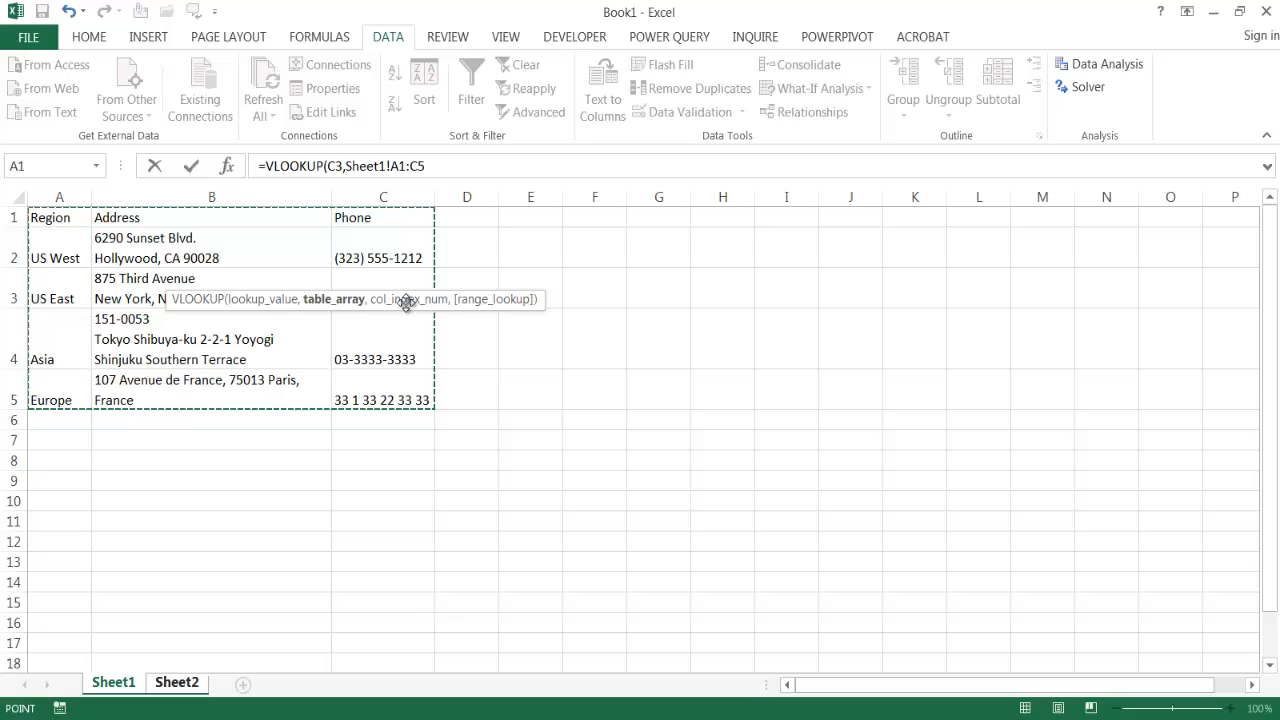 Book1 - Excel
? 
Sign in
FILE HOME INSERT PAGE LAYOUT FORMULAS DATA REVIEW VIEW DEVELOPER POWER QUERY INQUIRE POWERPIVOT ACROBAT
From Access
From Web
From Text
From Other
Sources
Existing
Connections
Get External Data
Refresh
All
Connections
Properties
Edit Links
Connections
Sort
Filter
Clear
Reapply
Advanced
Sort & Filter
Text to
Columns
Flash Fill
Remove Duplicates
Data Validation
Consolidate
What-If Analysis
Relationships
Data Tools
Group
Ungroup
Subtotal
Outline
Data Analysis
Solver
Analysis
A1
fx
=VLOOKUP(C3,Sheet1!A1:C5
A B C D E F G H I J K L M N O P
1 Region Address Phone
6290 Sunset Blvd.
2 US West Hollywood, CA 90028 (323) 555-1212
875 Third Avenue
3 US East New York, N
VLOOKUP(lookup_value, table_array, col_index_num, [range_lookup])
151-0053
Tokyo Shibuya-ku 2-2-1 Yoyogi
4 Asia Shinjuku Southern Terrace 03-3333-3333
107 Avenue de France, 75013 Paris,
5 Europe France 33 1 33 22 33 33
6
7
8
9
10
11
12
13
14
15
16
17
18
Sheet1 Sheet2
POINT
100%